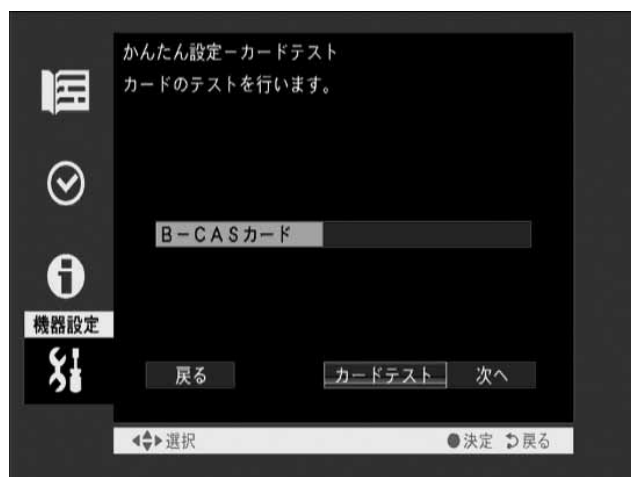 かんたん設定ーカードテスト
カードのテストを行います。
B－CASカード
機器設定
戻る
カードテスト
次へ
選択
決定
戻る